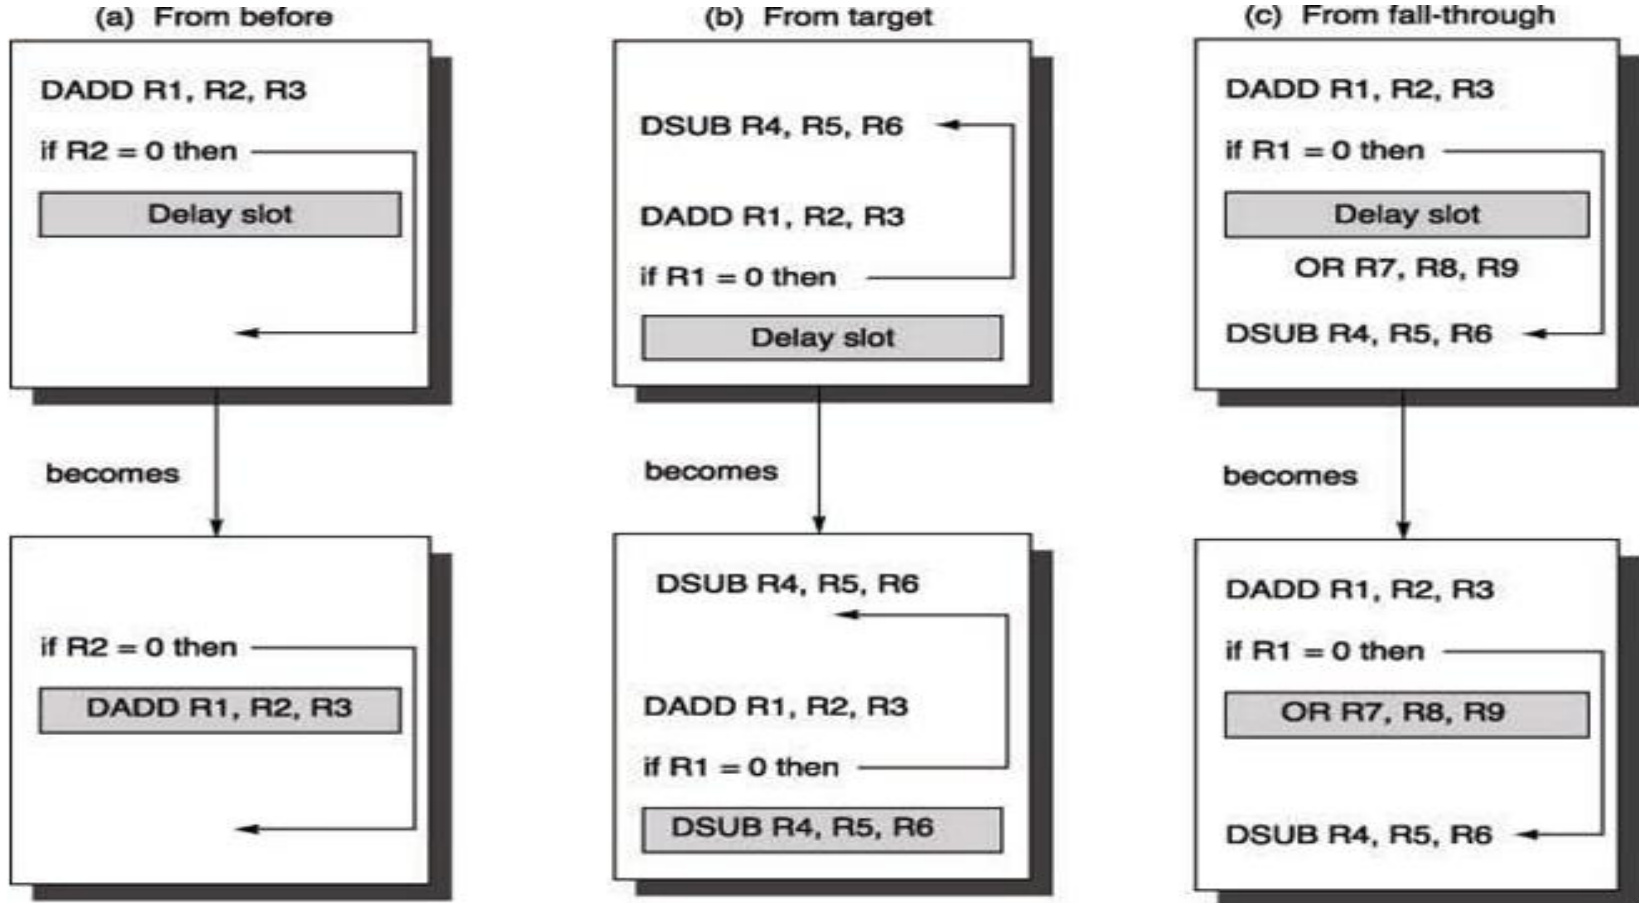 (a) From before
DADD R1, R2, R3
if R2 = 0 then
Delay slot
becomes
if R2 = 0 then
DADD R1, R2, R3
(b) From target
DSUB R4, R5, R6
DADD R1, R2, R3
if R1 = 0 then
Delay slot
becomes
DSUB R4, R5, R6
DADD R1, R2, R3
if R1 = 0 then
DSUB R4, R5, R6
(c) From fall-through
DADD R1, R2, R3
if R1 = 0 then
Delay slot
OR R7, R8, R9
DSUB R4, R5, R6
becomes
DADD R1, R2, R3
if R1 = 0 then
OR R7, R8, R9
DSUB R4, R5, R6